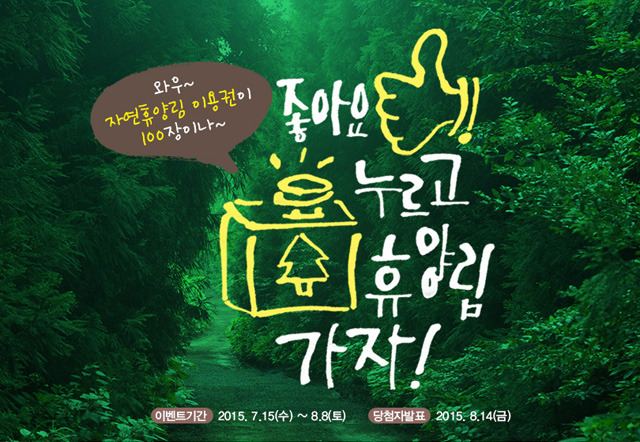 와우~
자연휴양림 이용권이
100장이나~
좋아요!!
누르고
휴양림
가자!
이벤트기간 2015. 7.15(수) ~ 8.8(토) 당첨자발표 2015. 8.14(금)